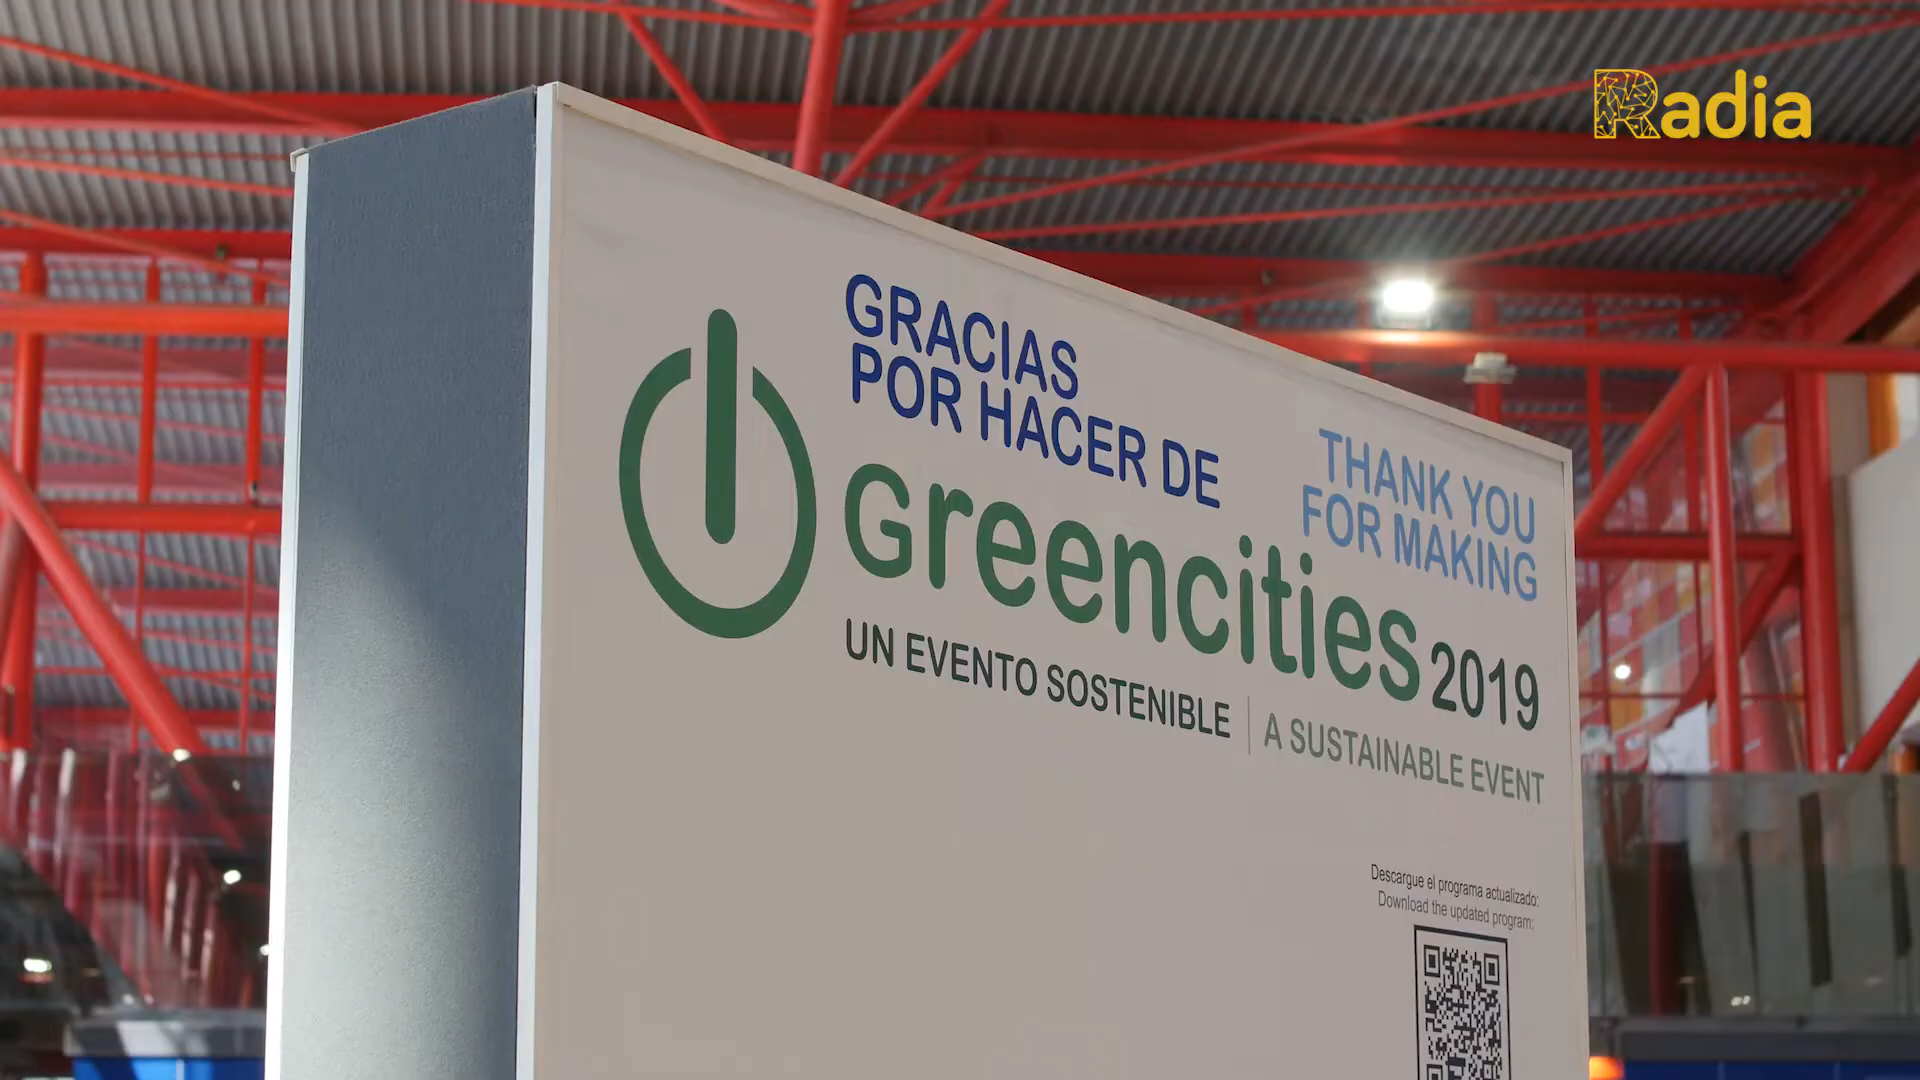 Radia
GRACIAS
POR HACER DE
THANK YOU
FOR MAKING
Greencities 2019
UN EVENTO SOSTENIBLE | A SUSTAINABLE EVENT
Descargue el programa actualizado:
Download the updated program: